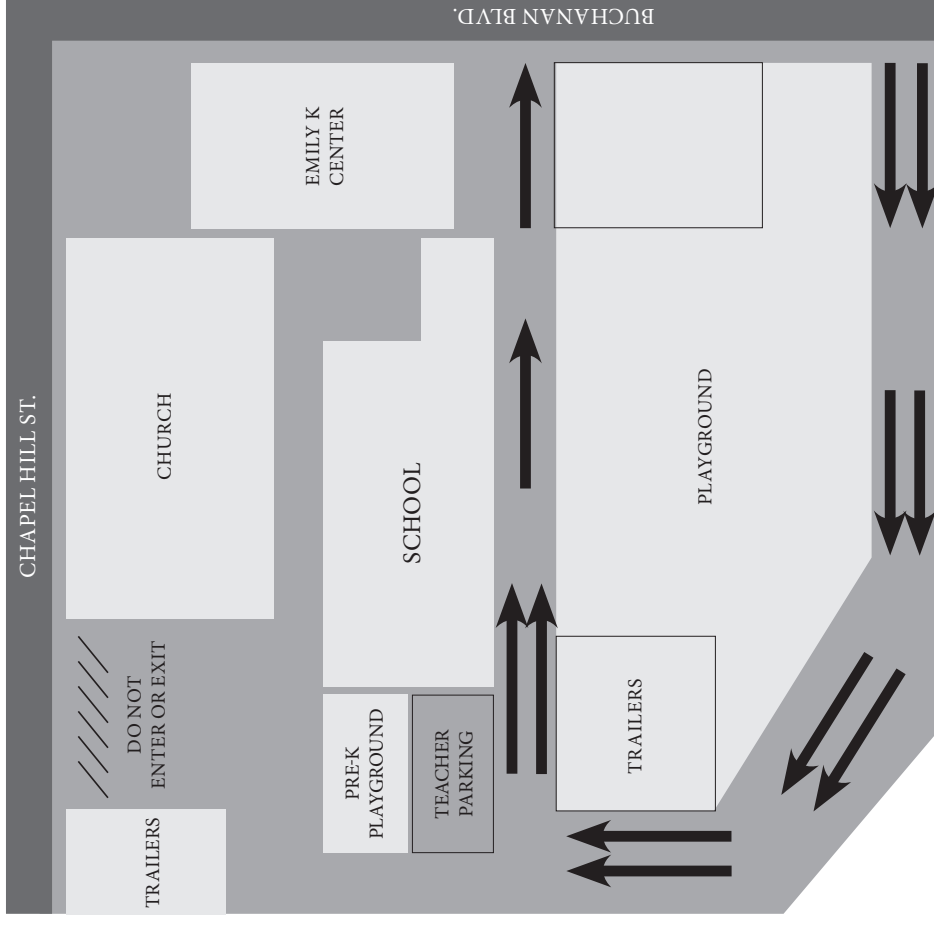 BUCHANAN BLVD.
CHAPEL HILL ST.
EMILY K
CENTER
CHURCH
SCHOOL
PLAYGROUND
DO NOT
ENTER OR EXIT
PRE-K
PLAYGROUND
TEACHER
PARKING
TRAILERS
TRAILERS